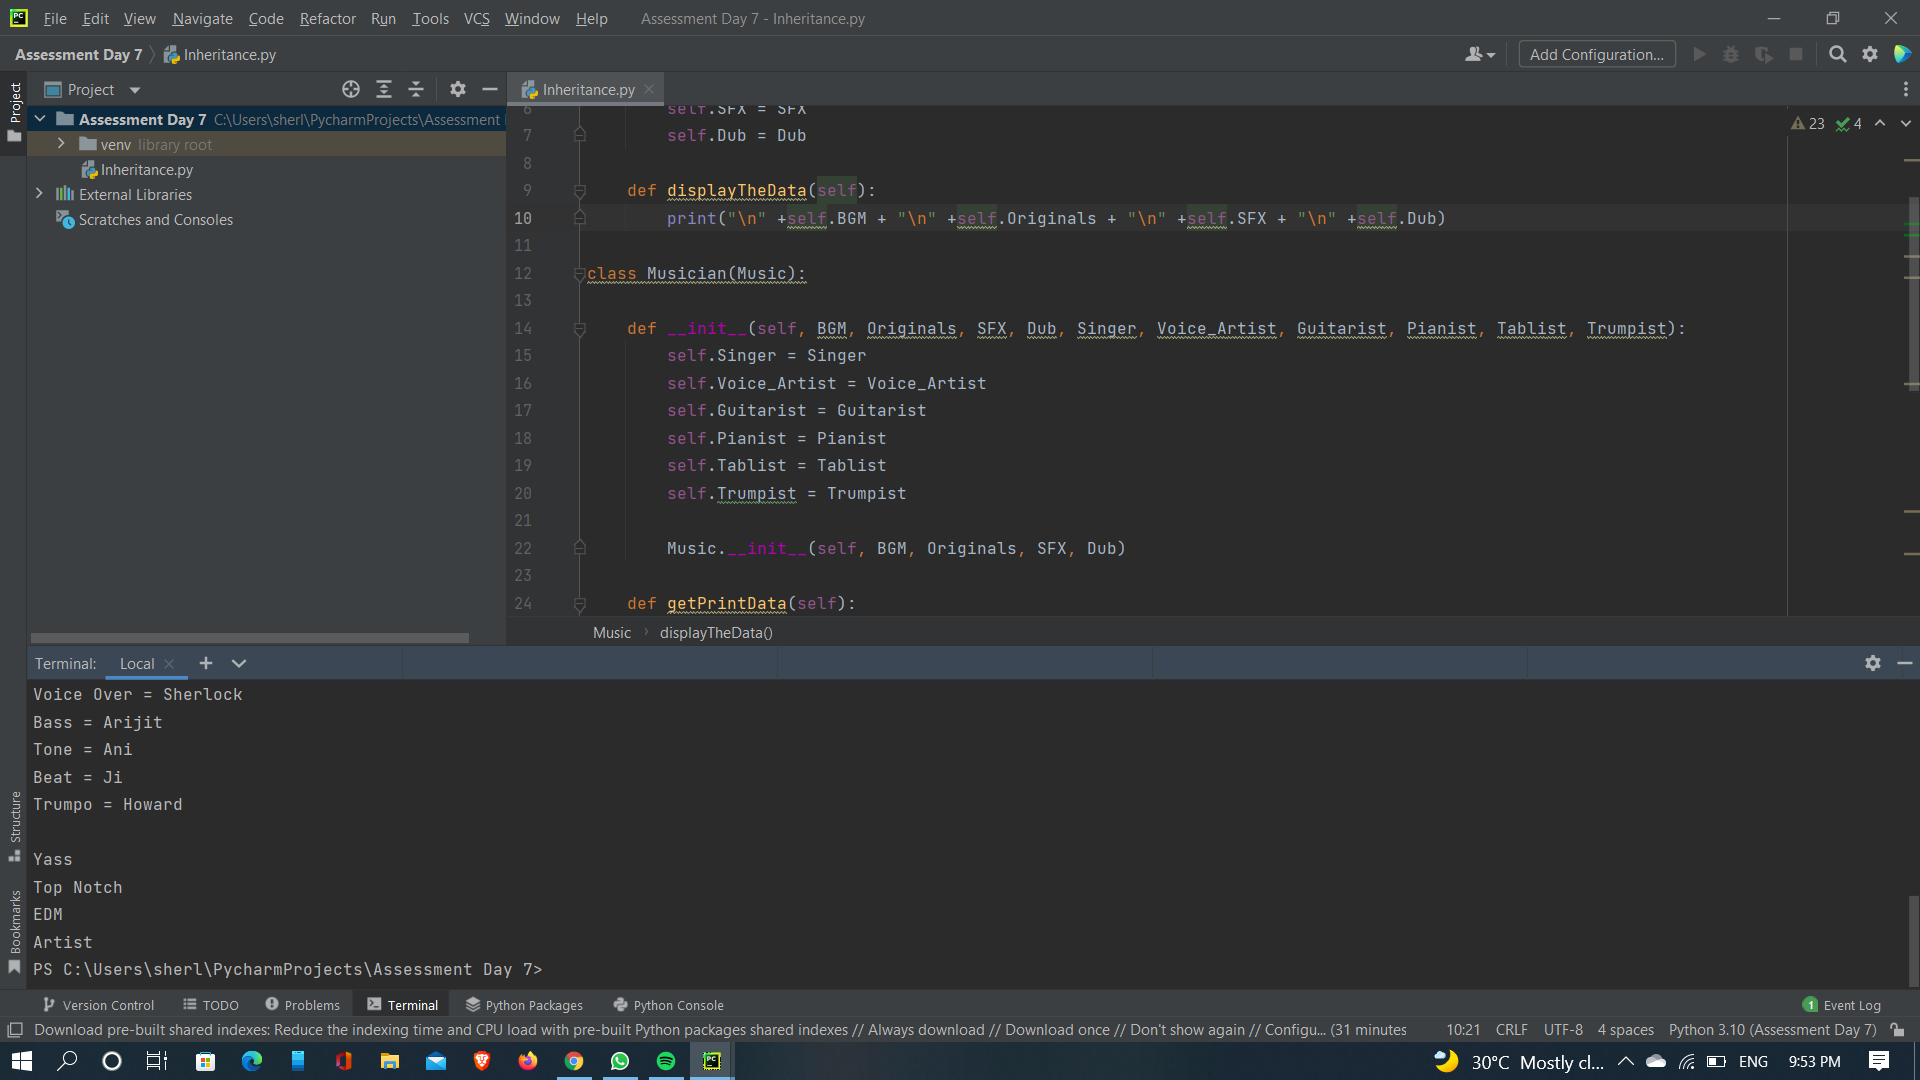 File Edit View Navigate Code Refactor Run Tools VCS Window Help Assessment Day 7 - Inheritance.py
Assessment Day 7 Inheritance.py Add Configuration...
Project
Project
Inheritance.py
Assessment Day 7 C:\Users\sherl\PycharmProjects\Assessment
venv library root
Inheritance.py
External Libraries
Scratches and Consoles
23 4
6 self.SFX = SFX
7 self.Dub = Dub
8
9 def displayTheData(self):
10 print("\n" +self.BGM + "\n" +self.Originals + "\n" +self.SFX + "\n" +self.Dub)
11
12 class Musician(Music):
13
14 def __init__(self, BGM, Originals, SFX, Dub, Singer, Voice_Artist, Guitarist, Pianist, Tablist, Trumpist):
15 self.Singer = Singer
16 self.Voice_Artist = Voice_Artist
17 self.Guitarist = Guitarist
18 self.Pianist = Pianist
19 self.Tablist = Tablist
20 self.Trumpist = Trumpist
21
22 Music.__init__(self, BGM, Originals, SFX, Dub)
23
24 def getPrintData(self):
Music displayTheData()
Terminal: Local
Voice Over = Sherlock
Bass = Arijit
Tone = Ani
Beat = Ji
Trumpo = Howard
Yass
Top Notch
EDM
Artist
PS C:\Users\sherl\PycharmProjects\Assessment Day 7>
Structure
Bookmarks
Version Control TODO Problems Terminal Python Packages Python Console 1 Event Log
Download pre-built shared indexes: Reduce the indexing time and CPU load with pre-built Python packages shared indexes // Always download // Download once // Don't show again // Configu... (31 minutes 10:21 CRLF UTF-8 4 spaces Python 3.10 (Assessment Day 7)
30°C Mostly cl... ENG 9:53 PM